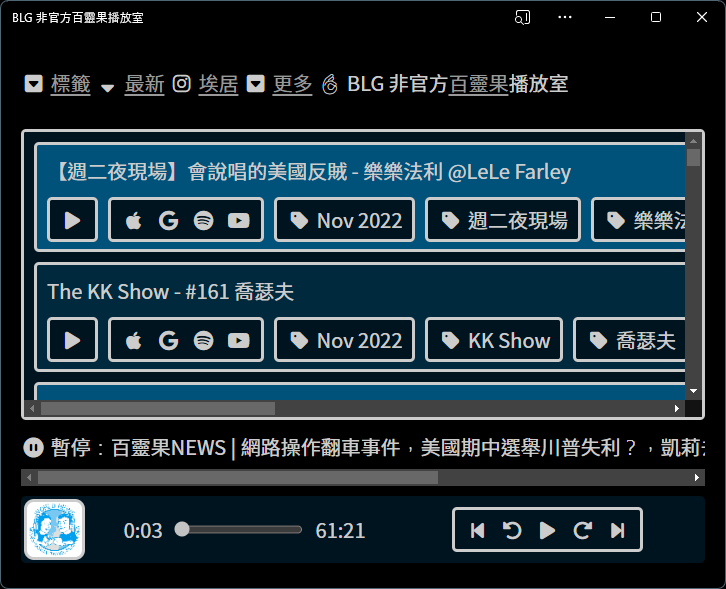 BLG 非官方百靈果播放室
標籤 最新 埃居 更多 BLG 非官方百靈果播放室
【週二夜現場】會說唱的美國反賊 - 樂樂法利 @LeLe Farley
Nov 2022 週二夜現場 樂樂法
The KK Show - #161 喬瑟夫
Nov 2022 KK Show 喬瑟夫
暫停：百靈果NEWS | 網路操作翻車事件，美國期中選舉川普失利？，凱莉
0:03 61:21